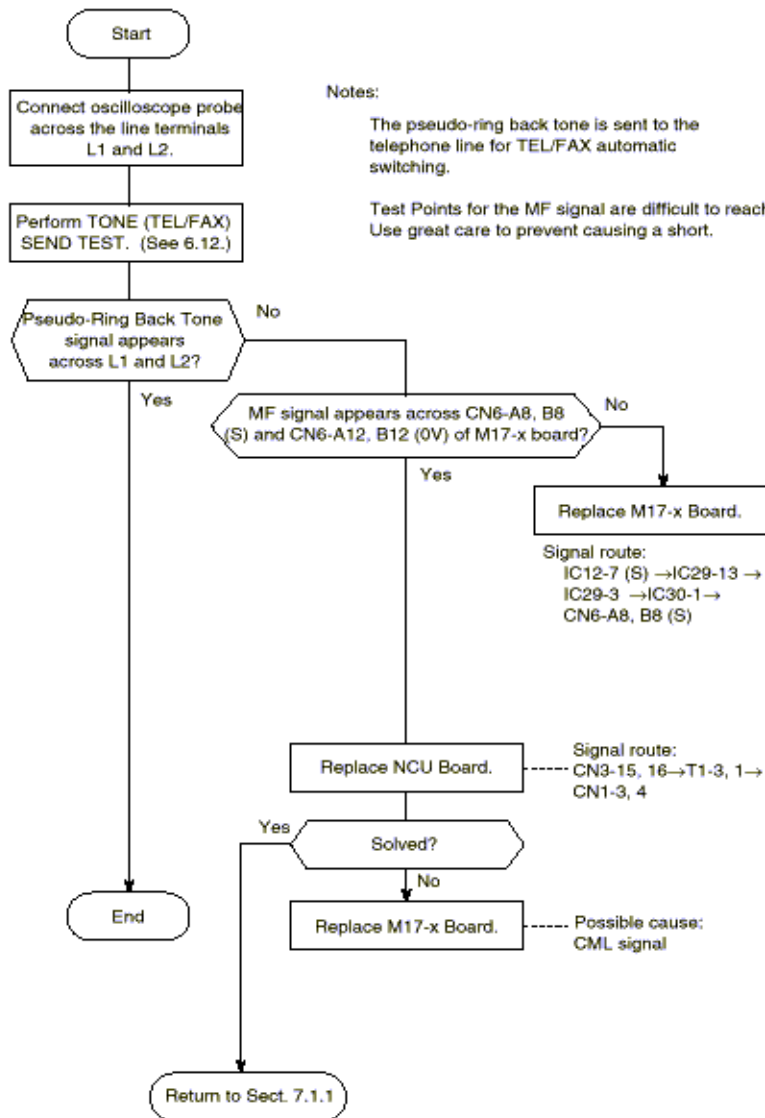 Start
Connect oscilloscope probe
across the line terminals
L1 and L2.
Notes:
The pseudo-ring back tone is sent to the
telephone line for TEL/FAX automatic
switching.
Test Points for the MF signal are difficult to reach
Use great care to prevent causing a short.
Perform TONE (TEL/FAX)
SEND TEST. (See 6.12.)
Pseudo-Ring Back Tone
signal appears
across L1 and L2?
No
Yes
MF signal appears across CN6-A8, B8
(S) and CN6-A12, B12 (0V) of M17-x board?
No
Yes
Replace M17-x Board.
Signal route:
IC12-7 (S) →IC29-13 →
IC29-3 →IC30-1→
CN6-A8, B8 (S)
Replace NCU Board.
Signal route:
CN3-15, 16→T1-3, 1→
CN1-3, 4
Yes
Solved?
No
End
Replace M17-x Board.
Possible cause:
CML signal
Return to Sect. 7.1.1